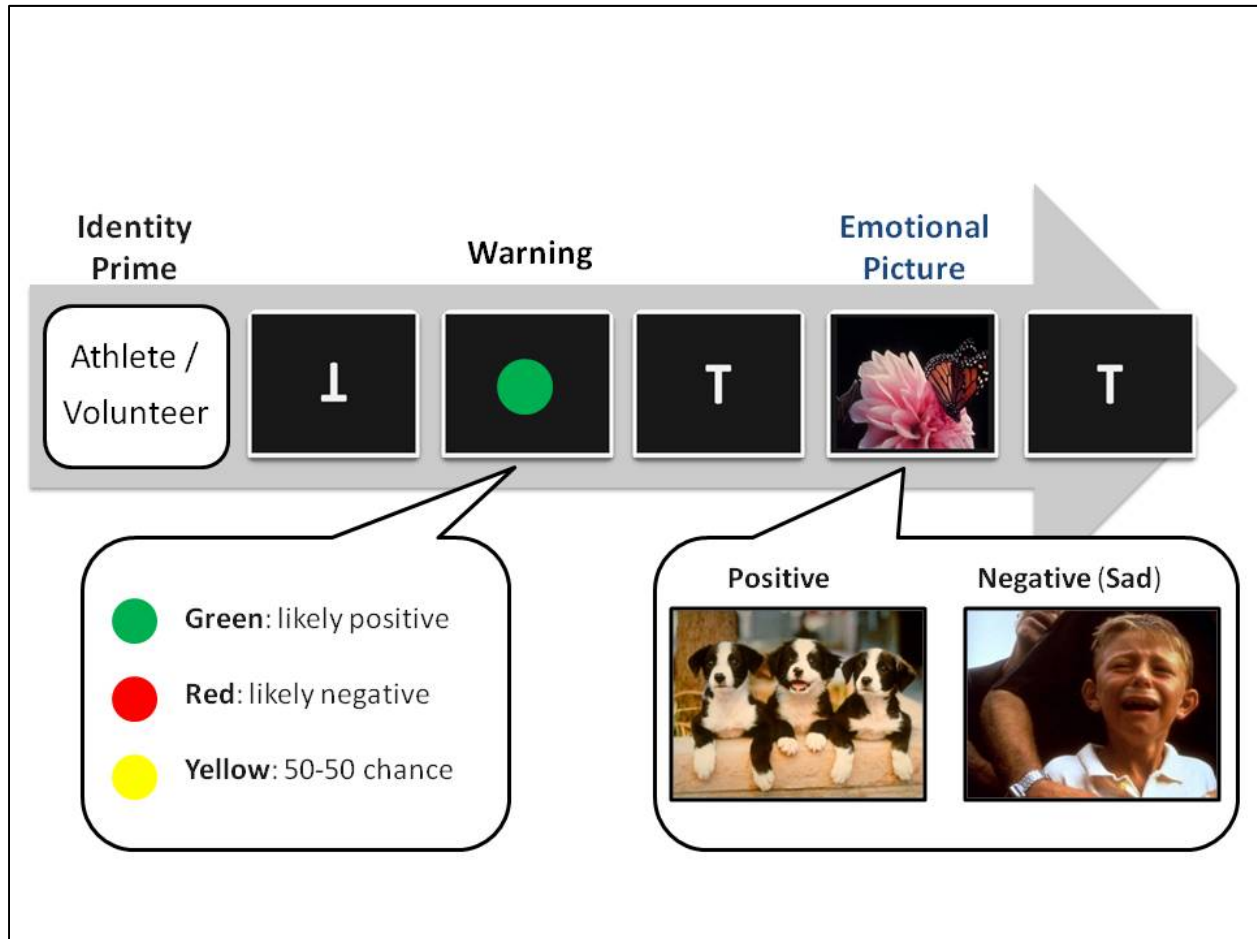 Identity
Prime
Warning
Emotional
Picture
Athlete /
Volunteer
⊥
T
T
Green: likely positive
Red: likely negative
Yellow: 50-50 chance
Positive
Negative (Sad)